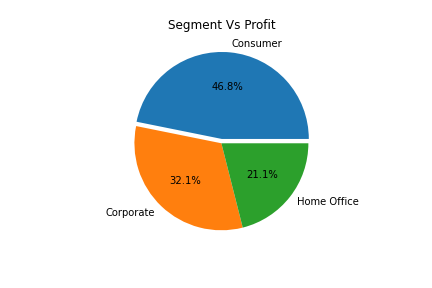 Segment Vs Profit
Consumer
46.8%
32.1%
21.1%
Corporate
Home Office